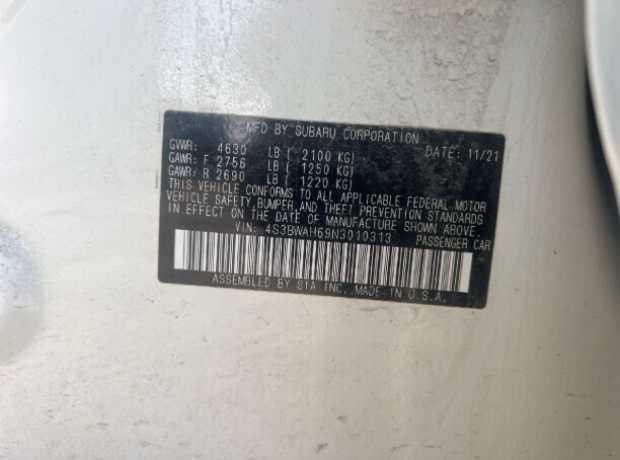 MFD BY SUBARU CORPORATION DATE: 11/21
GVWR: 4630 LB ( 2100 KG)
GAWR: F 2756 LB ( 1250 KG)
GAWR: R 2690 LB ( 1220 KG)
THIS VEHICLE CONFORMS TO ALL APPLICABLE FEDERAL MOTOR
VEHICLE SAFETY, BUMPER, AND THEFT PREVENTION STANDARDS
IN EFFECT ON THE DATE OF MANUFACTURE SHOWN ABOVE.
VIN: 4S3BWAH69N3010313 PASSENGER CAR
ASSEMBLED BY SIA INC. MADE-IN U.S.A.